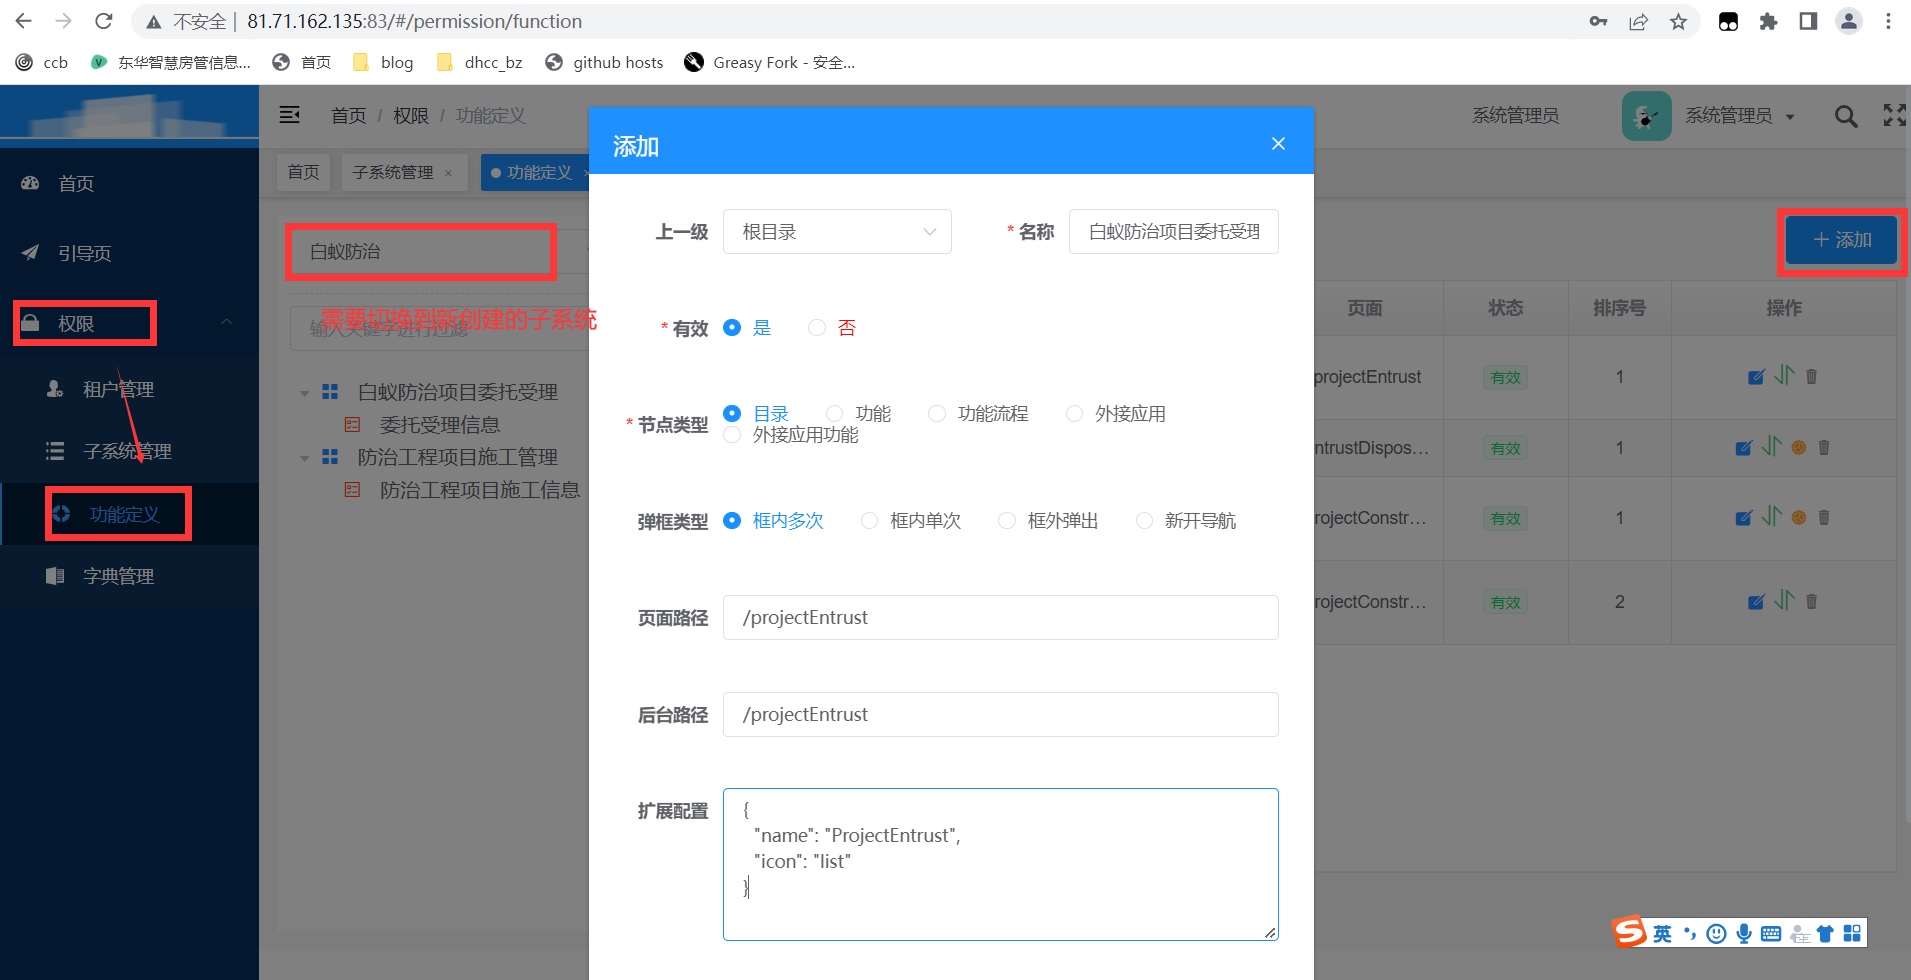 不安全 | 81.71.162.135:83/#/permission/function
ccb
东华智慧房管信息...
首页
blog
dhcc_bz
github hosts
Greasy Fork - 安全...
首页 / 权限 / 功能定义
系统管理员
系统管理员
首页
子系统管理 ×
功能定义 ×
首页
引导页
权限
租户管理
子系统管理
功能定义
字典管理
白蚁防治
需要切换到新创建的子系统
输入关键字进行过滤
白蚁防治项目委托受理
委托受理信息
防治工程项目施工管理
防治工程项目施工信息
添加
上一级 根目录
* 名称 白蚁防治项目委托受理
* 有效 是 否
* 节点类型 目录 功能 功能流程 外接应用
外接应用功能
弹框类型 框内多次 框内单次 框外弹出 新开导航
页面路径 /projectEntrust
后台路径 /projectEntrust
扩展配置 {
"name": "ProjectEntrust",
"icon": "list"
}
添加
页面 状态 排序号 操作
projectEntrust 有效 1
ntrustDispos... 有效 1
rojectConstr... 有效 1
rojectConstr... 有效 2
S 英